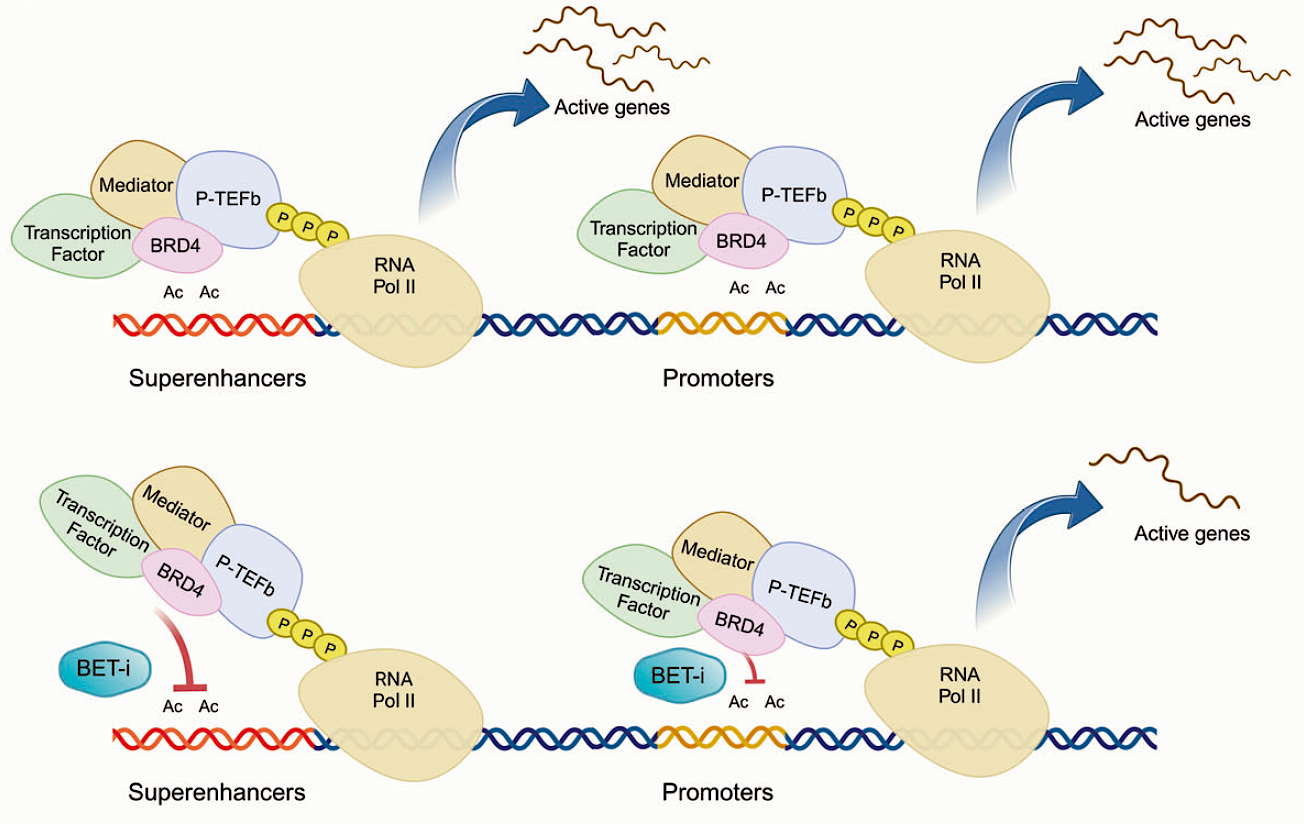 Active genes
Active genes
Mediator
P-TEFb
Transcription
Factor
BRD4
P
P
P
RNA
Pol II
Ac Ac
Mediator
P-TEFb
Transcription
Factor
BRD4
P
P
P
RNA
Pol II
Ac Ac
Superenhancers
Promoters
Active genes
Transcription
Factor
Mediator
BRD4
P-TEFb
P
P
P
BET-i
Ac Ac
RNA
Pol II
Transcription
Factor
Mediator
BRD4
P-TEFb
P
P
P
BET-i
Ac Ac
RNA
Pol II
Superenhancers
Promoters